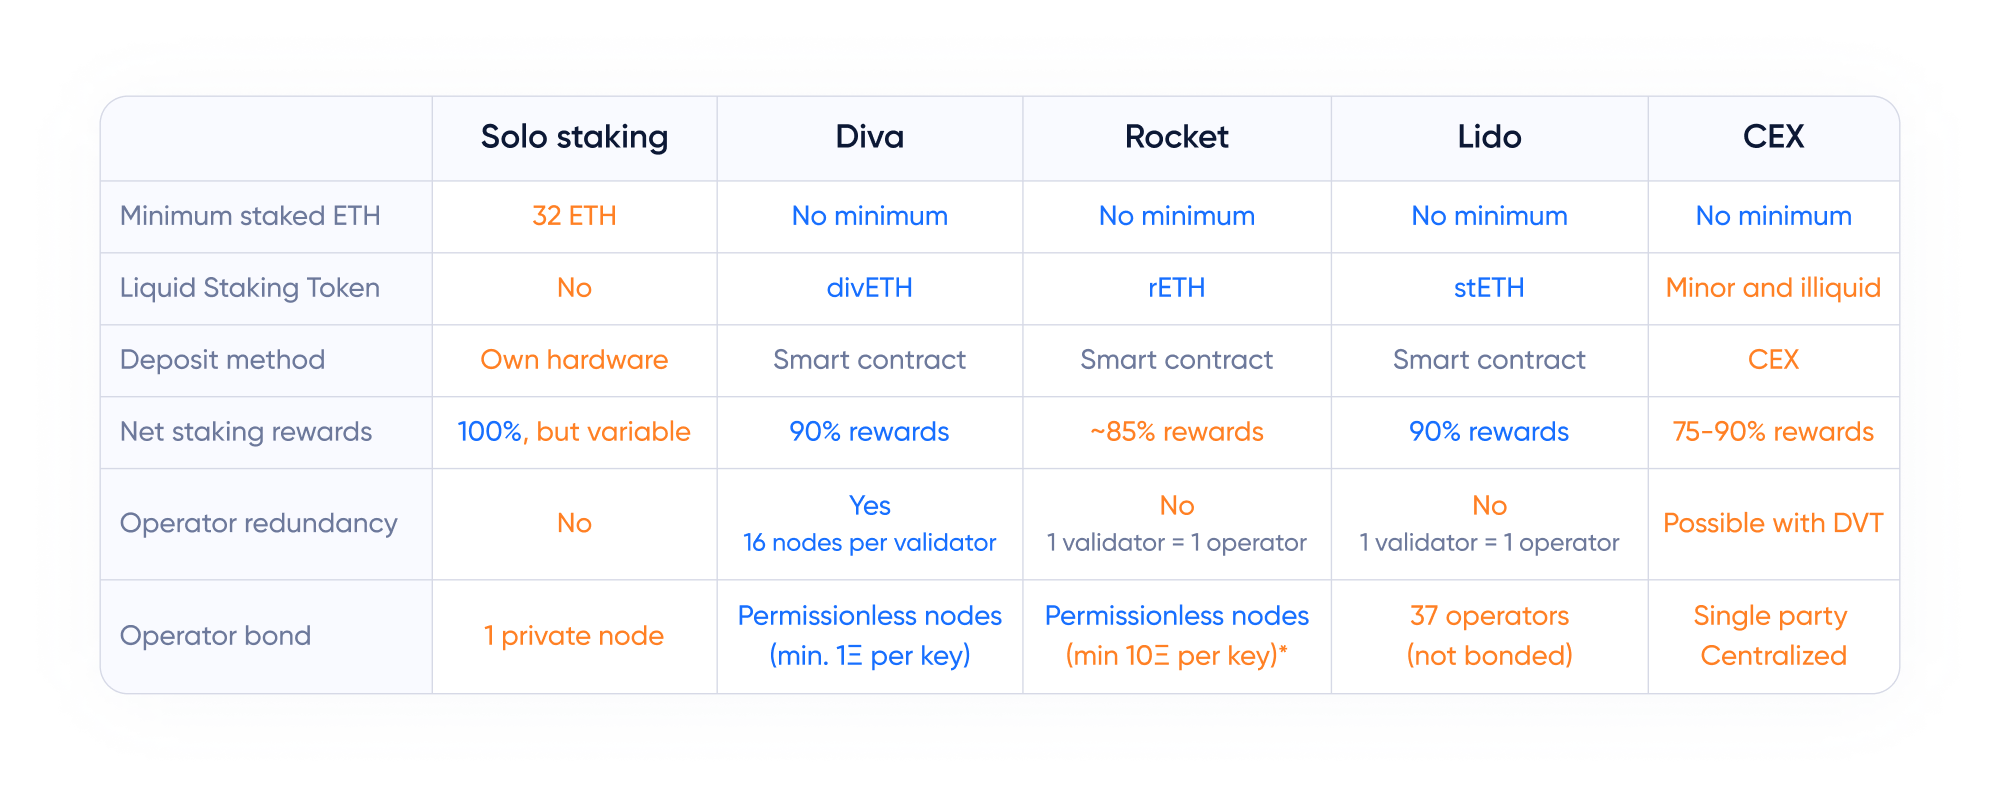 Solo staking Diva Rocket Lido CEX
Minimum staked ETH 32 ETH No minimum No minimum No minimum No minimum
Liquid Staking Token No divETH rETH stETH Minor and illiquid
Deposit method Own hardware Smart contract Smart contract Smart contract CEX
Net staking rewards 100%, but variable 90% rewards ~85% rewards 90% rewards 75-90% rewards
Operator redundancy No Yes No No Possible with DVT
16 nodes per validator 1 validator = 1 operator 1 validator = 1 operator
Operator bond 1 private node Permissionless nodes Permissionless nodes 37 operators Single party
(min. 1Ξ per key) (min 10Ξ per key)* (not bonded) Centralized